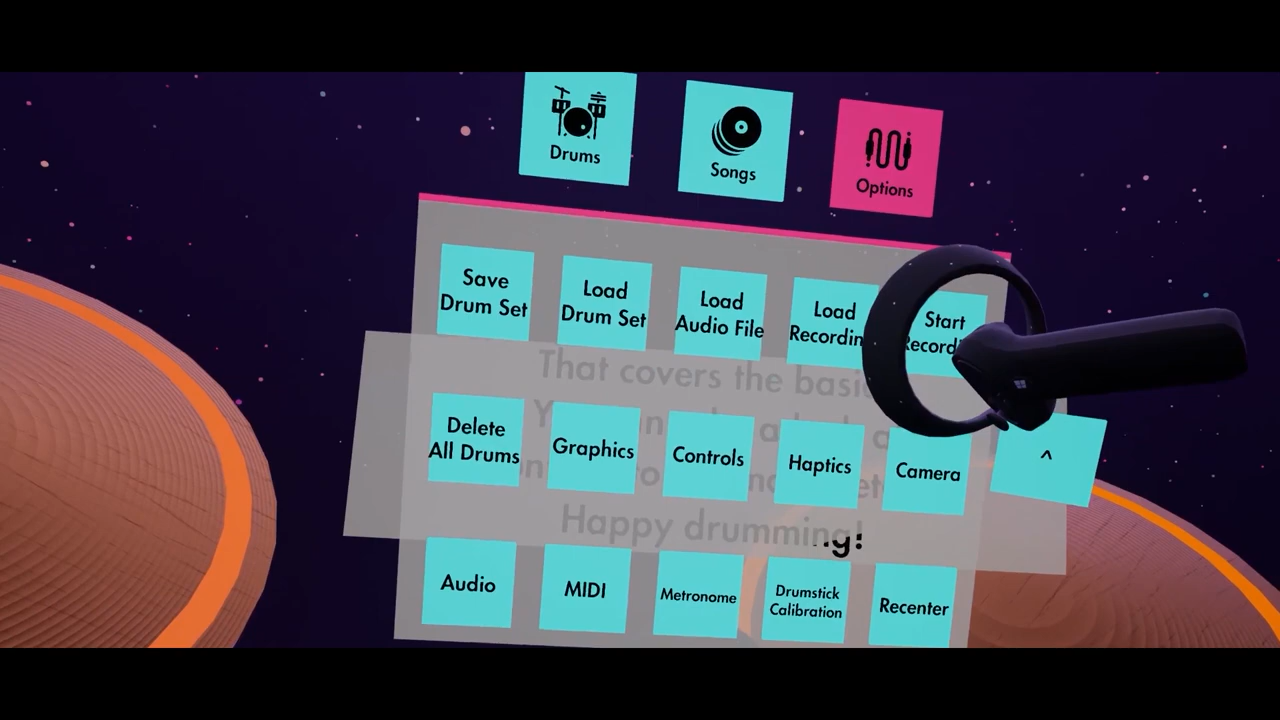 Drums
Songs
Options
Save
Drum Set
Load
Drum Set
Load
Audio File
Load
Start
That covers the
Delete
All Drums
Graphics
Controls
Haptics
Camera
^
Happy drumming!
Audio
MIDI
Metronome
Drumstick
Calibration
Recenter